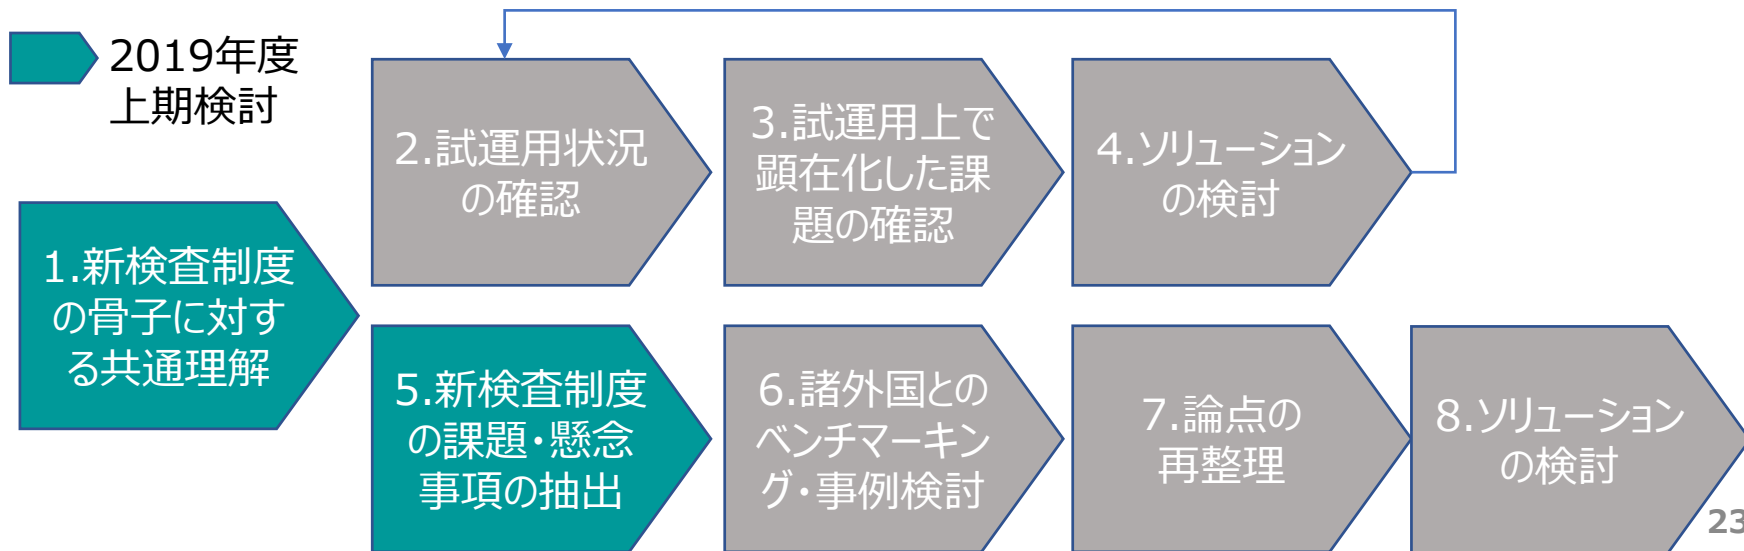 2019年度
上期検討
1.新検査制度
の骨子に対す
る共通理解
2.試運用状況
の確認
3.試運用上で
顕在化した課
題の確認
4.ソリューション
の検討
5.新検査制度
の課題・懸念
事項の抽出
6.諸外国との
ベンチマーキン
グ・事例検討
7.論点の
再整理
8.ソリューション
の検討
23